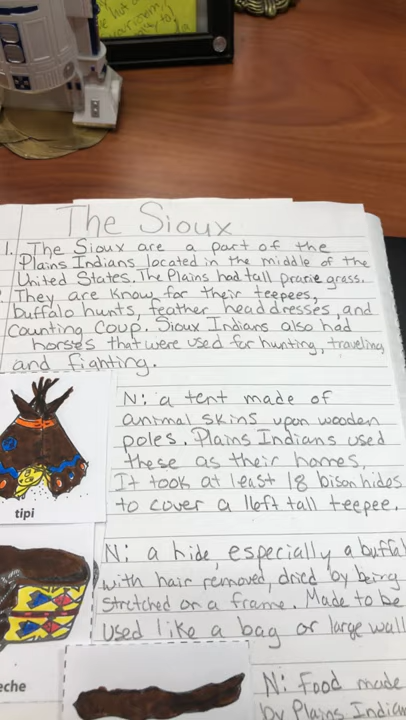 The Sioux
1. The Sioux are a part of the
Plains Indians located in the middle of the
United States. The Plains had tall prarie grass.
They are know for their teepees,
buffalo hunts, feather headdresses, and
counting coup. Sioux Indians also had
horses that were used for hunting, traveling
and fighting.
N: a tent made of
animal skins upon wooden
poles. Plains Indians used
these as their homes.
It took at least 18 bison hides
to cover a
tall teepee.
tipi
N: a hide, especially a buffal
with hair removed, dried by being
stretched on a frame. Made to be
used like a bag or large wall
eche
N: Food made
by Plains Indian